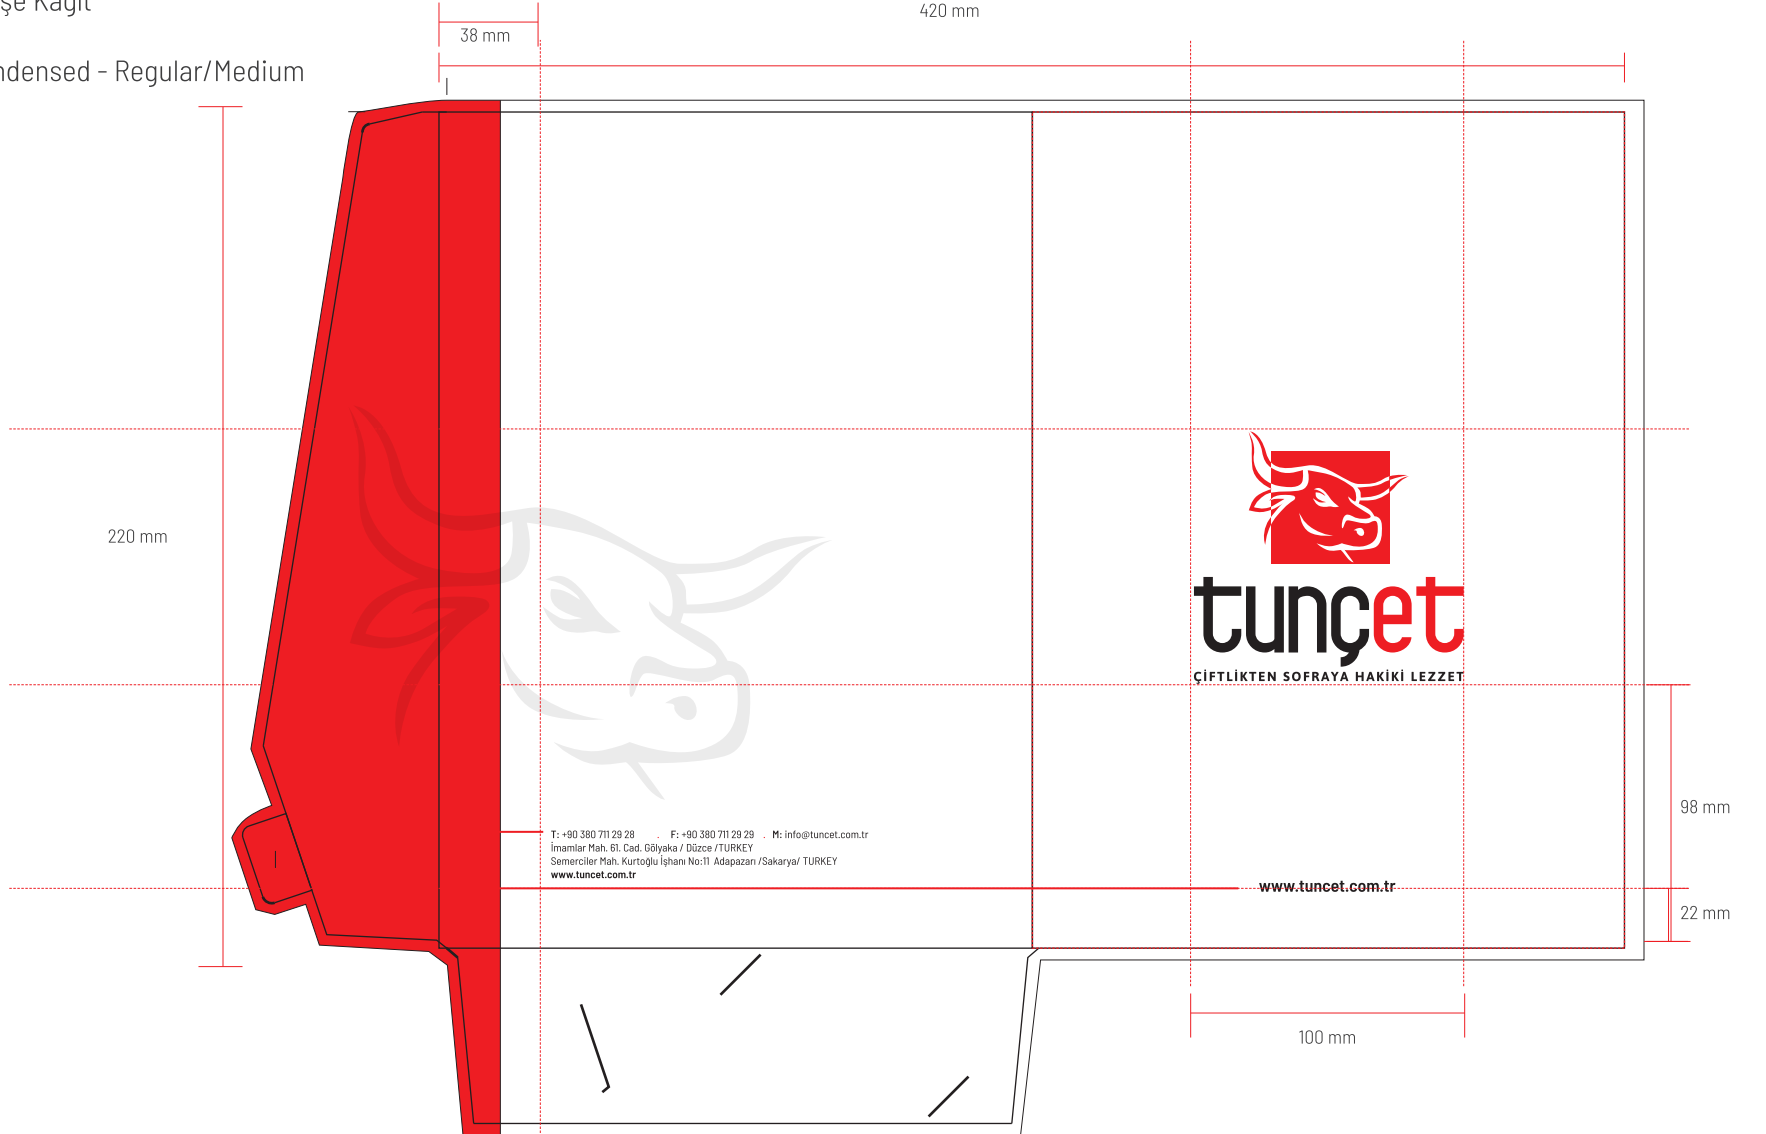 şe Kağıt
420 mm
38 mm
ndensed - Regular/Medium
220 mm
tunçet
ÇİFTLİKTEN SOFRAYA HAKİKİ LEZZET
98 mm
T: +90 380 711 29 28 . F: +90 380 711 29 29 . M: info@tuncet.com.tr
İmamlar Mah. 61. Cad. Gölyaka / Düzce /TURKEY
Semerciler Mah. Kurtoğlu İşhanı No:11 Adapazarı /Sakarya/ TURKEY
www.tuncet.com.tr
www.tuncet.com.tr
22 mm
100 mm